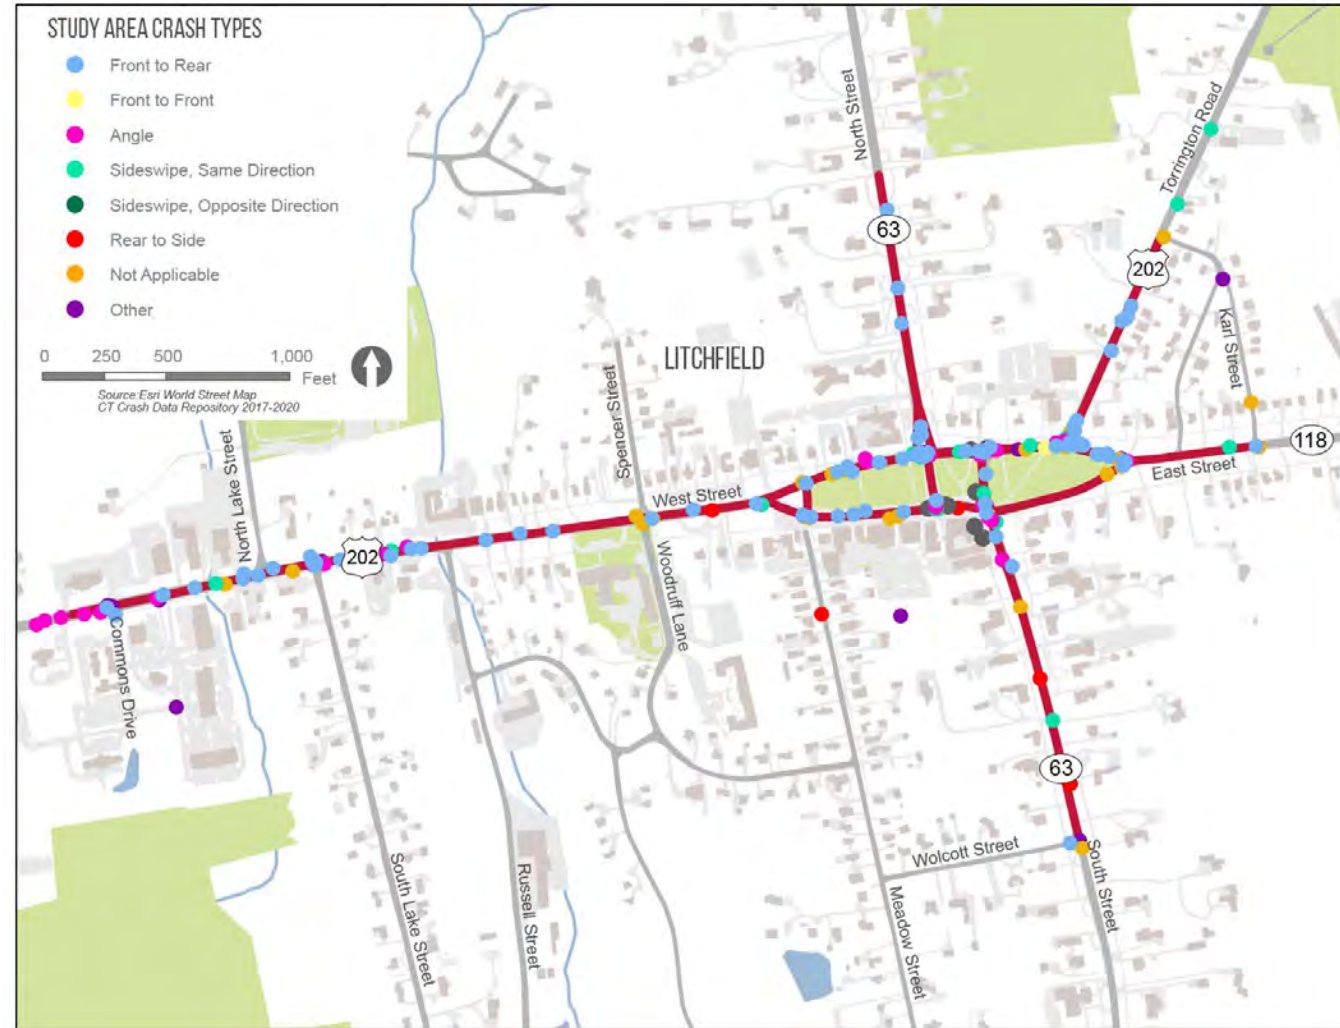 STUDY AREA CRASH TYPES
Front to Rear
Front to Front
Angle
Sideswipe, Same Direction
Sideswipe, Opposite Direction
Rear to Side
Not Applicable
Other
0 250 500 1,000
Feet
Source:Esri World Street Map
CT Crash Data Repository 2017-2020
North Street
63
Torrington Road
202
Karl Street
LITCHFIELD
Spencer Street
118
East Street
West Street
North Lake Street
202
Woodruff Lane
Commons Drive
63
Wolcott Street
South Street
South Lake Street
Russell Street
Meadow Street